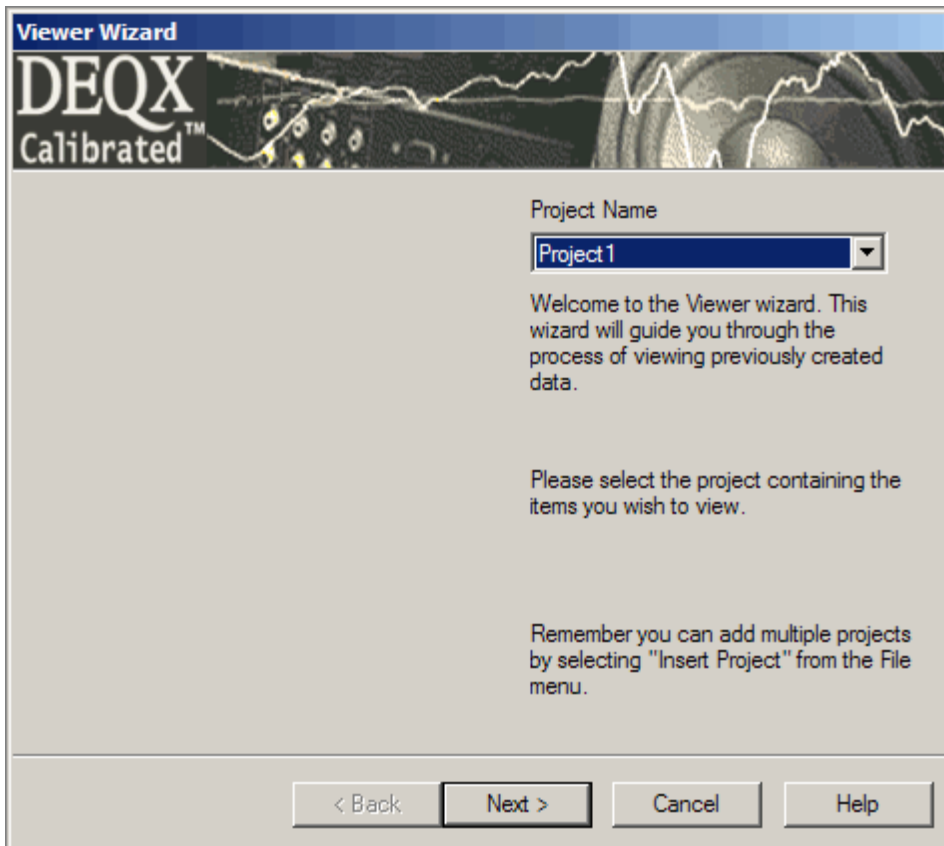 Viewer Wizard
DEQX
Calibrated™
Project Name
Project1
Welcome to the Viewer wizard. This
wizard will guide you through the
process of viewing previously created
data.
Please select the project containing the
items you wish to view.
Remember you can add multiple projects
by selecting "Insert Project" from the File
menu.
< Back
Next >
Cancel
Help